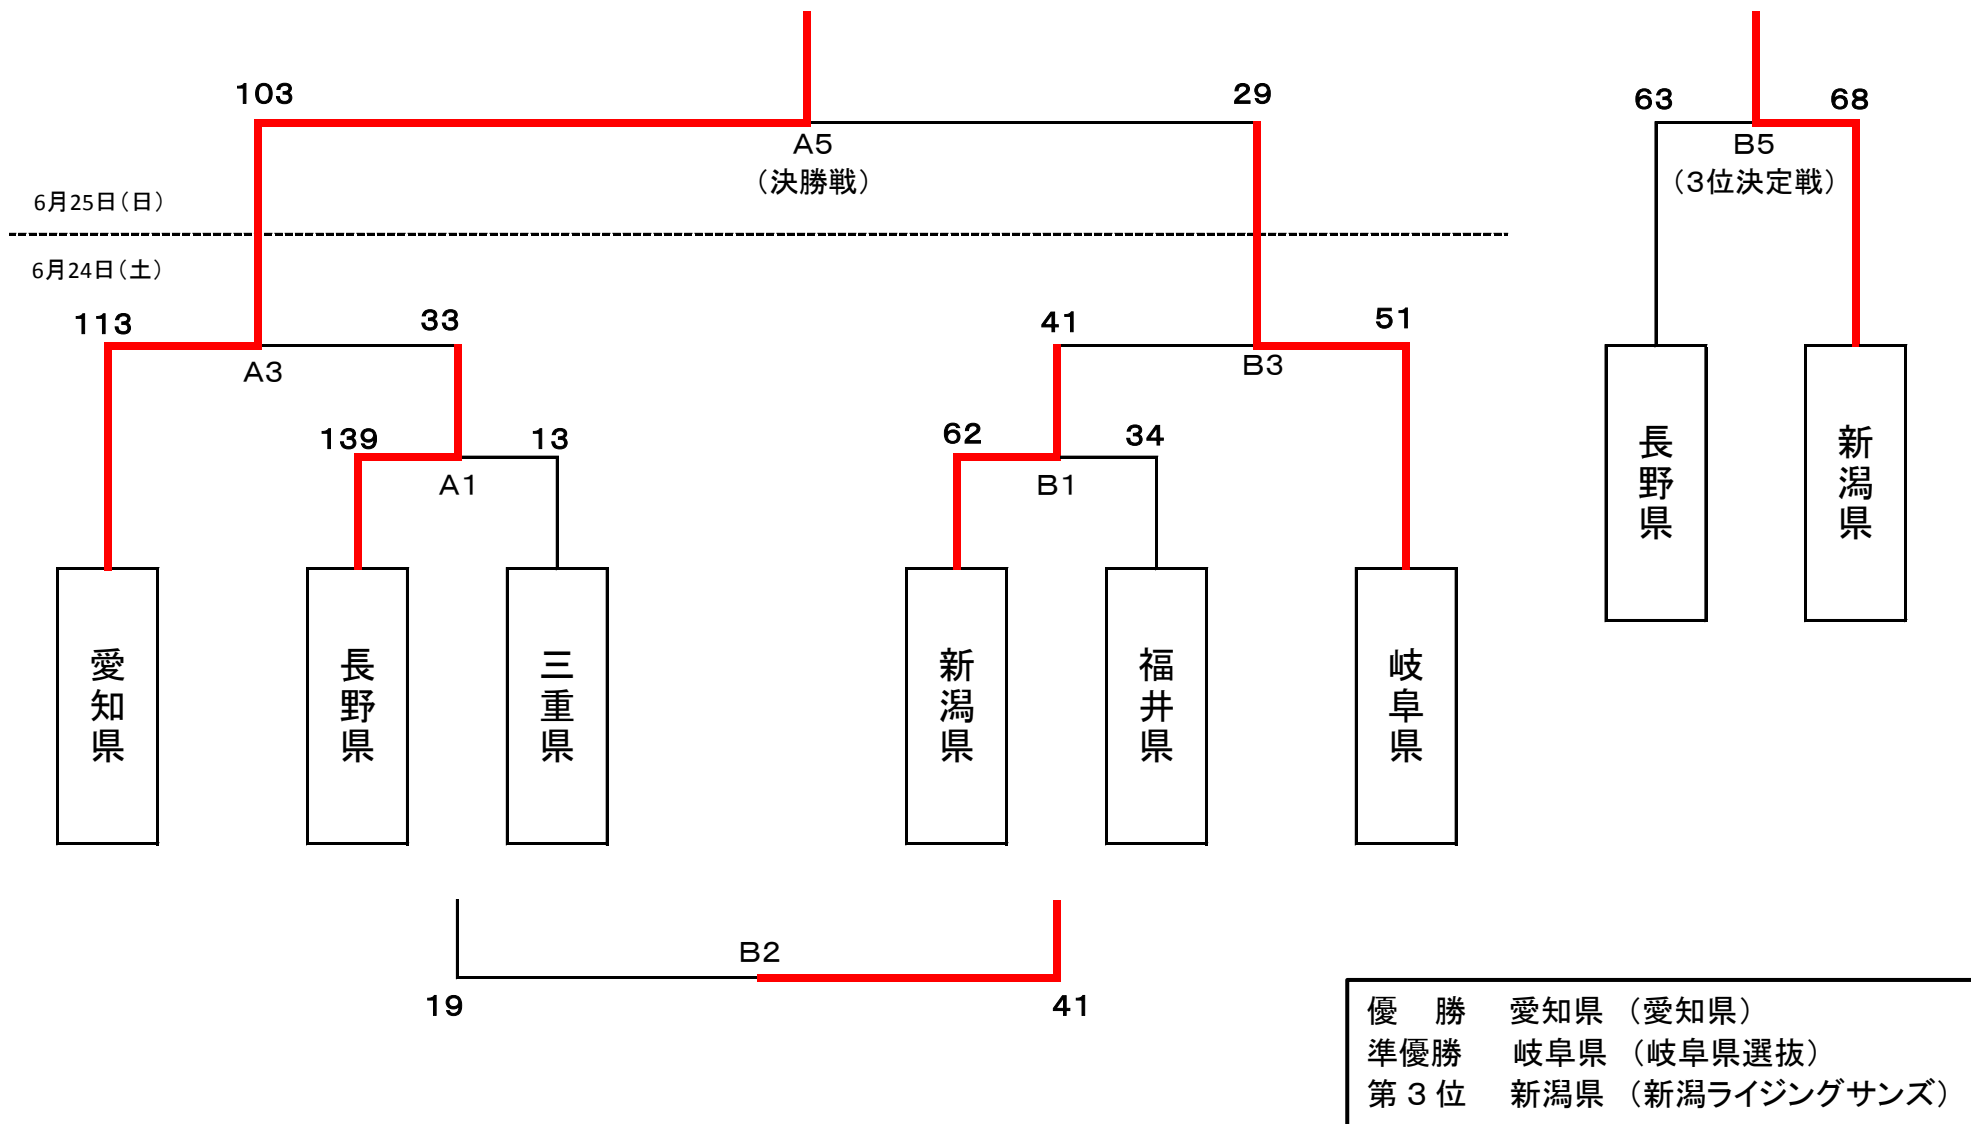 103
29
63
68
A5
(決勝戦)
B5
(3位決定戦)
6月25日(日)
6月24日(土)
113
33
41
51
A3
B3
139
13
62
34
A1
B1
長野県
新潟県
愛知県
長野県
三重県
新潟県
福井県
岐阜県
B2
19
41
優 勝 愛知県 (愛知県)
準優勝 岐阜県 (岐阜県選抜)
第3位 新潟県 (新潟ライジングサンズ)